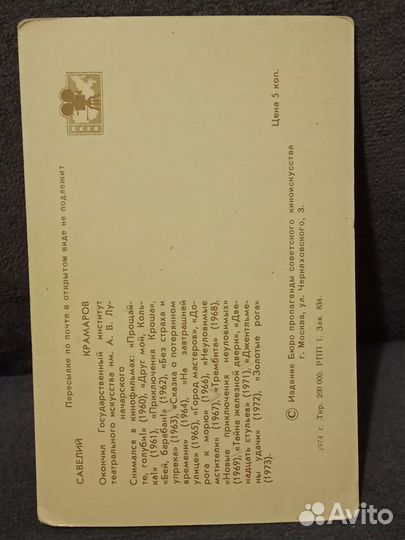 Пересылке по почте в открытом виде не подлежит
САВЕЛИЙ
КРАМАРОВ
Окончил Государственный институт
театрального искусства им. А. В. Лу-
начарского
Снимался в кинофильмах: «Прощай-
те, голуби!» (1960), «Друг мой, Коль-
ка!» (1961), «Приключения Кроша»,
«Бей, барабан!» (1962), «Без страха и
упрека» (1963), «Сказка о потерянном
времени» (1964), «На завтрашней
улице» (1965), «Город мастеров», «До-
рога к морю» (1966), «Неуловимые
мстители» (1967), «Трембита» (1968),
«Новые приключения неуловимых»
(1969), «Тайна железной двери», «Две-
надцать стульев» (1971), «Джентльме-
ны удачи» (1972), «Золотые рога»
(1973).
Цена 5 коп.
© Издание Бюро пропаганды советского киноискусства
г. Москва, ул. Черняховского, 3.
1974 г. Тир. 200.000. РПП 1. Зак. 834.
Avito